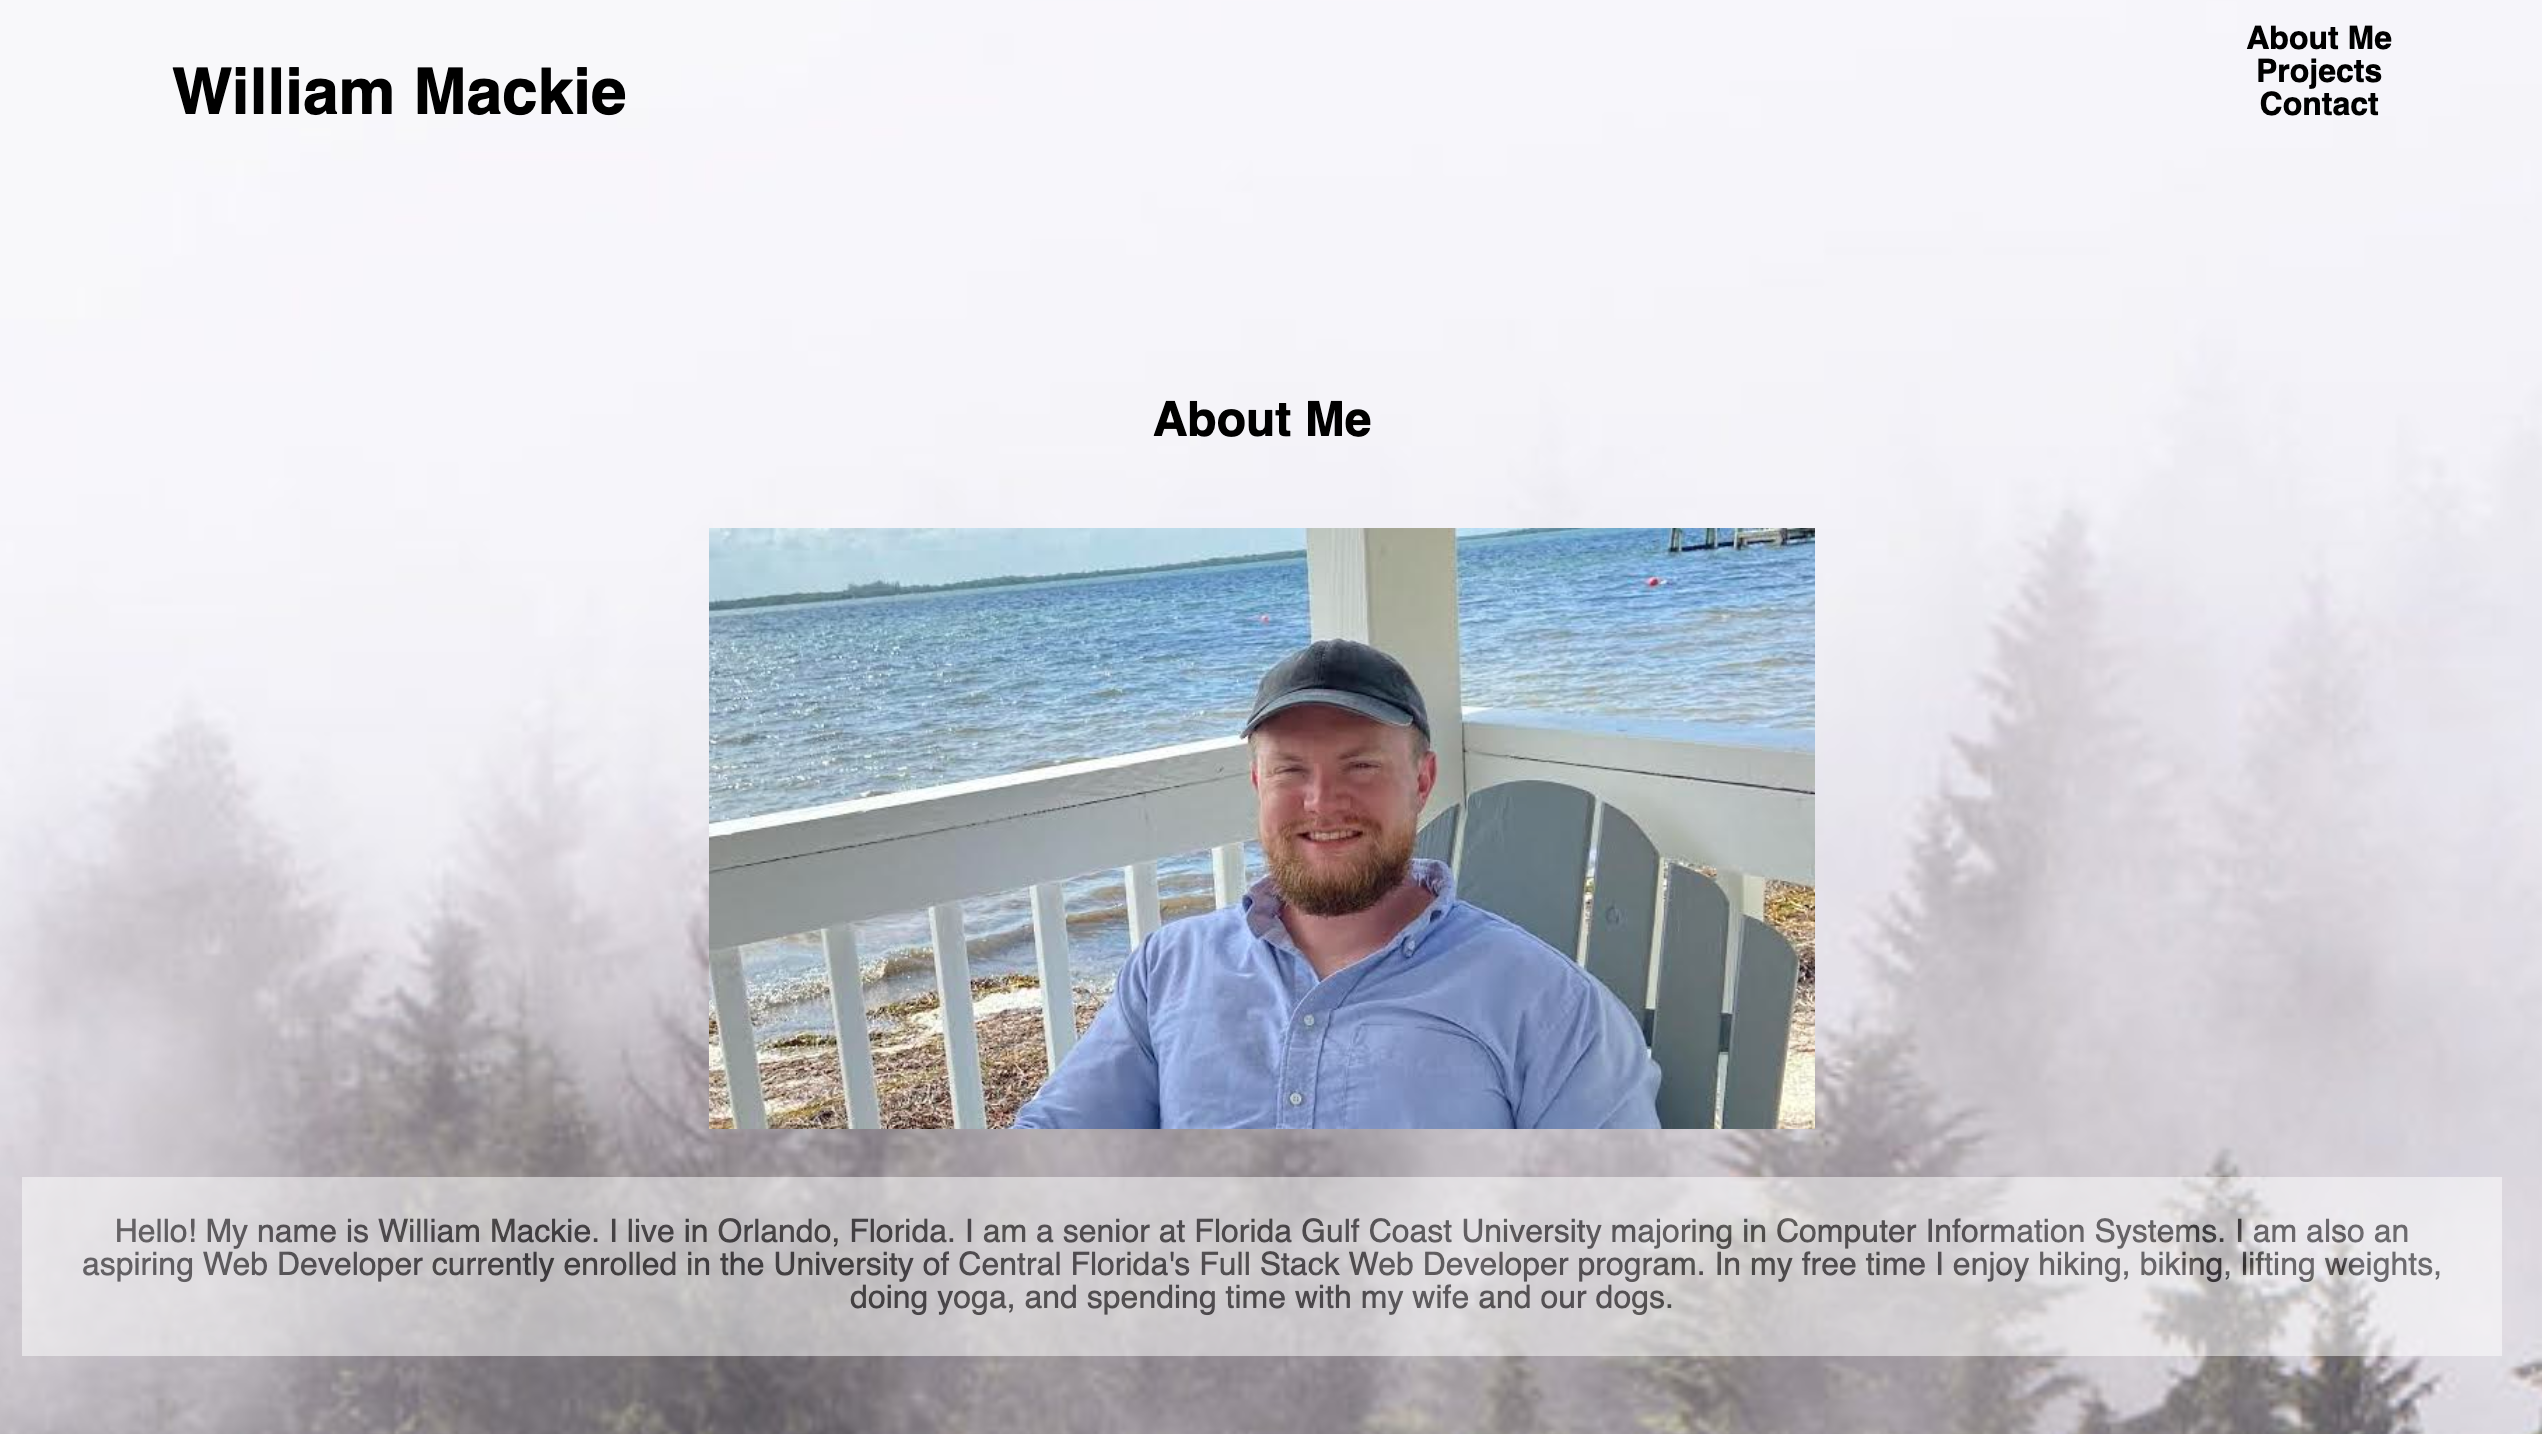 William Mackie
About Me
Projects
Contact
About Me
Hello! My name is William Mackie. I live in Orlando, Florida. I am a senior at Florida Gulf Coast University majoring in Computer Information Systems. I am also an
aspiring Web Developer currently enrolled in the University of Central Florida's Full Stack Web Developer program. In my free time I enjoy hiking, biking, lifting weights,
doing yoga, and spending time with my wife and our dogs.